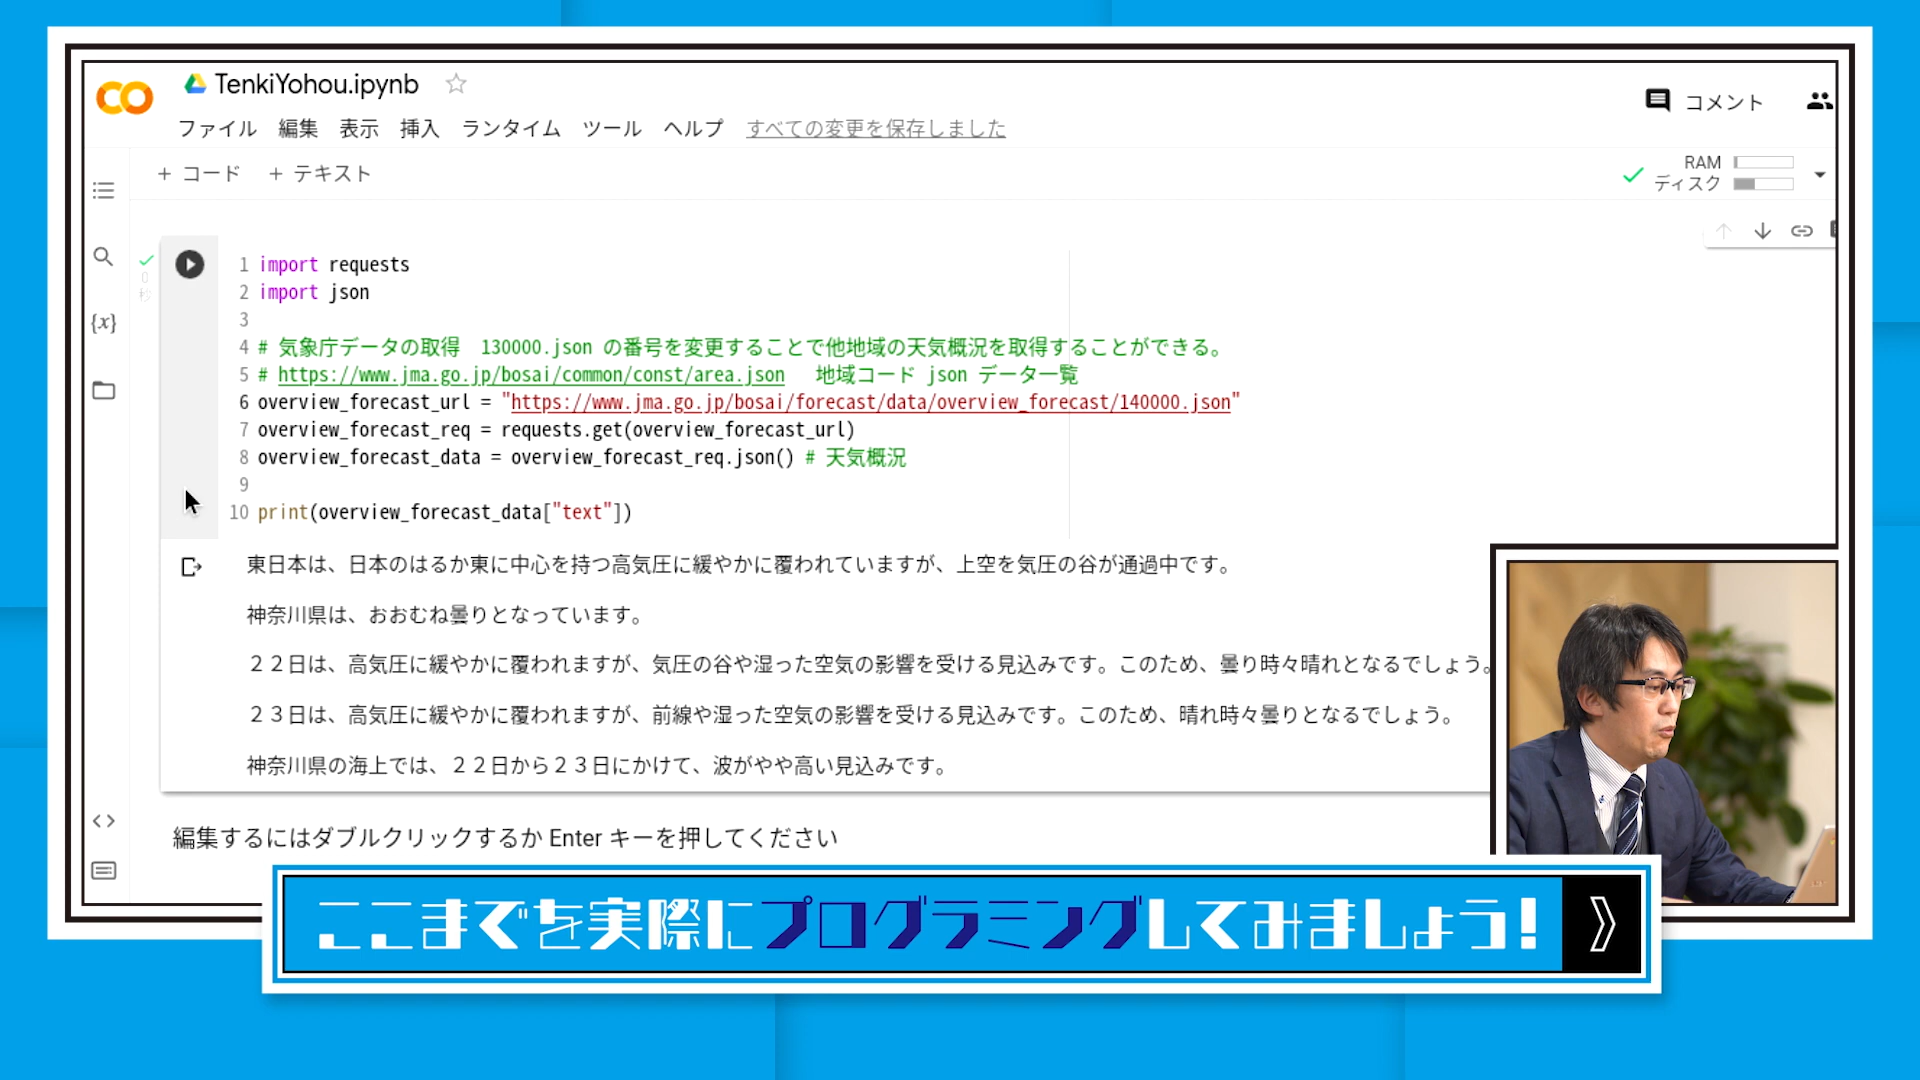 TenkiYohou.ipynb
ファイル 編集 表示 挿入 ランタイム ツール ヘルプ すべての変更を保存しました
コメント
+ コード + テキスト
RAM
ディスク
0
秒
{x}
1 import requests
2 import json
3
4 # 気象庁データの取得　130000.json の番号を変更することで他地域の天気概況を取得することができる。
5 # https://www.jma.go.jp/bosai/common/const/area.json　地域コード json データ一覧
6 overview_forecast_url = "https://www.jma.go.jp/bosai/forecast/data/overview_forecast/140000.json"
7 overview_forecast_req = requests.get(overview_forecast_url)
8 overview_forecast_data = overview_forecast_req.json() # 天気概況
9
10 print(overview_forecast_data["text"])
東日本は、日本のはるか東に中心を持つ高気圧に緩やかに覆われていますが、上空を気圧の谷が通過中です。
神奈川県は、おおむね曇りとなっています。
２２日は、高気圧に緩やかに覆われますが、気圧の谷や湿った空気の影響を受ける見込みです。このため、曇り時々晴れとなるでしょう。
２３日は、高気圧に緩やかに覆われますが、前線や湿った空気の影響を受ける見込みです。このため、晴れ時々曇りとなるでしょう。
神奈川県の海上では、２２日から２３日にかけて、波がやや高い見込みです。
編集するにはダブルクリックするか Enter キーを押してください
ここまでを実際にプログラミングしてみましょう！